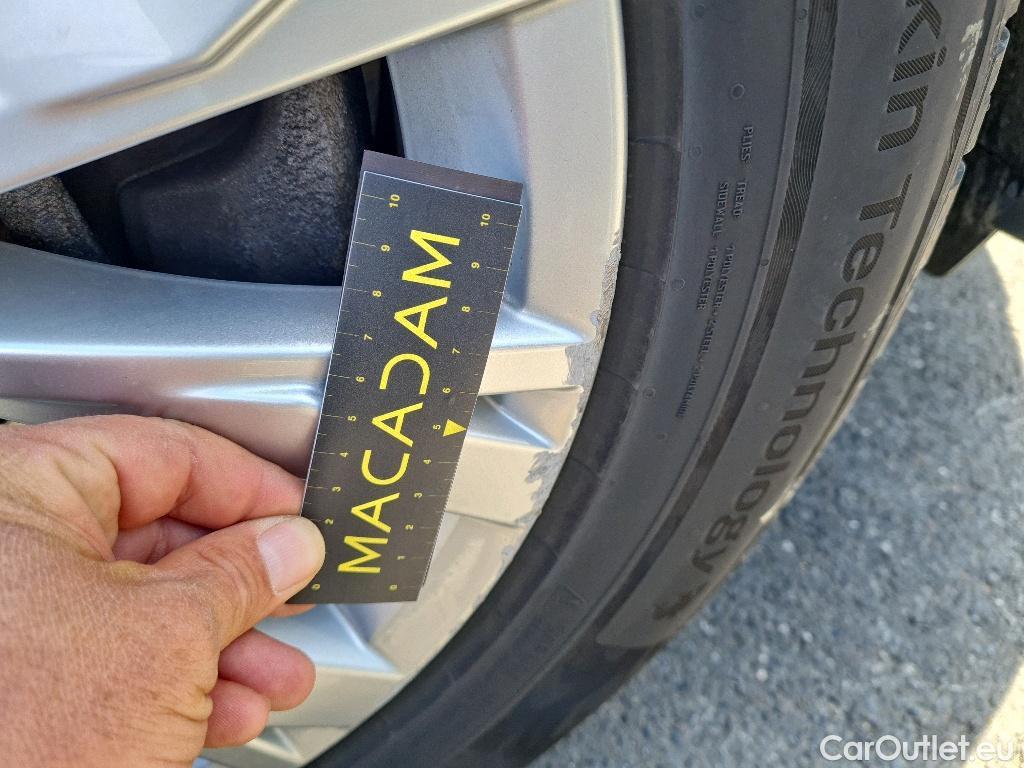 MACADAM
0 1 2 3 4 5 6 7 8 9 10
0 1 2 3 4 5 6 7 8 9 10
kin Technology
PLIES TREAD
SIDEWALL
CarOutlet.eu